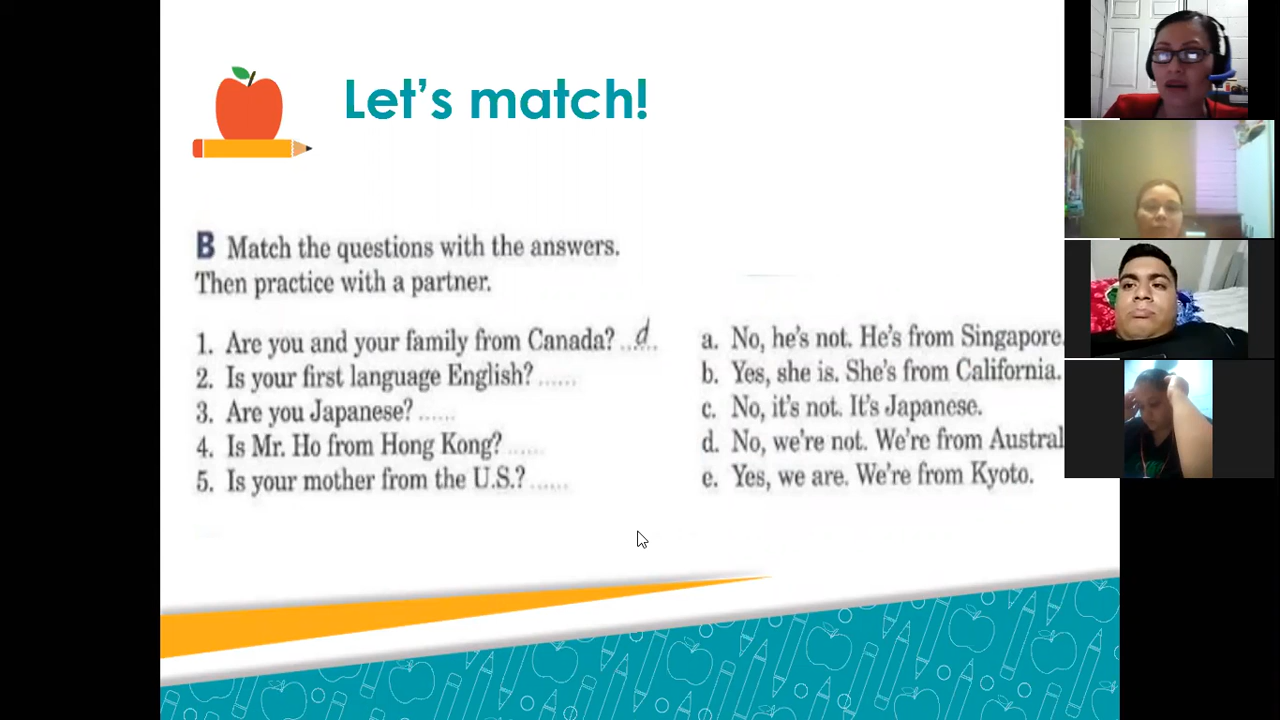 Let's match!
B Match the questions with the answers.
Then practice with a partner.
1. Are you and your family from Canada? ...d...
2. Is your first language English? ......
3. Are you Japanese? ......
4. Is Mr. Ho from Hong Kong? ......
5. Is your mother from the U.S.? ......
a. No, he's not. He's from Singapore.
b. Yes, she is. She's from California.
c. No, it's not. It's Japanese.
d. No, we're not. We're from Austral
e. Yes, we are. We're from Kyoto.